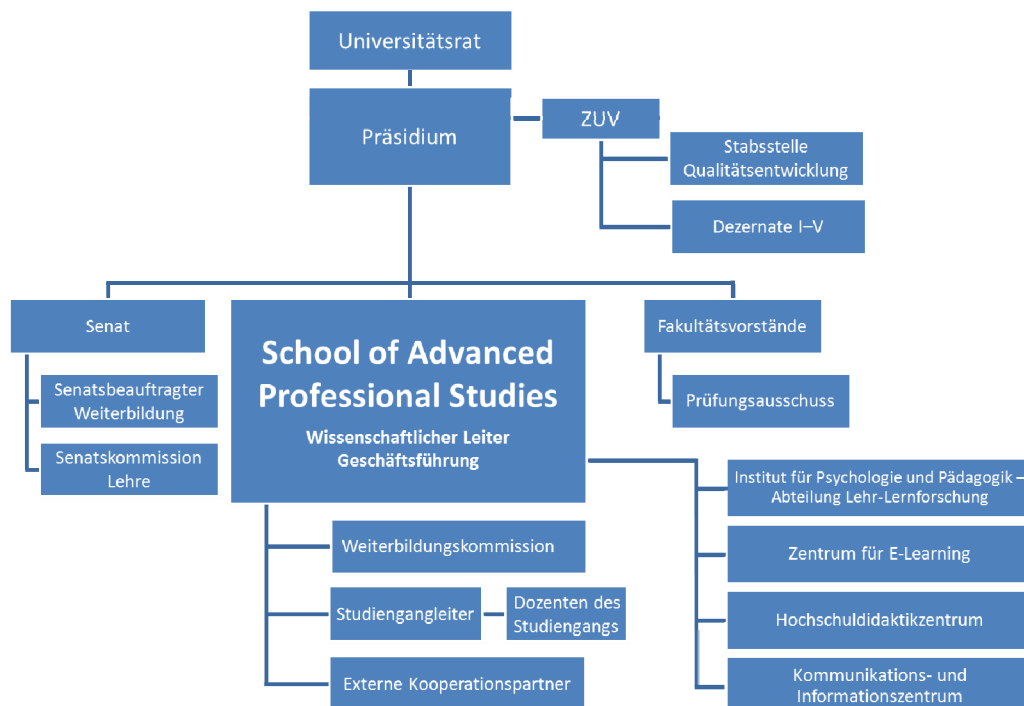 Universitätsrat
Präsidium
ZUV
Stabsstelle
Qualitätsentwicklung
Dezernate I–V
Senat
Senatsbeauftragter
Weiterbildung
Senatskommission
Lehre
School of Advanced
Professional Studies
Wissenschaftlicher Leiter
Geschäftsführung
Fakultätsvorstände
Prüfungsausschuss
Weiterbildungskommission
Studiengangleiter
Dozenten des
Studiengangs
Externe Kooperationspartner
Institut für Psychologie und Pädagogik –
Abteilung Lehr-Lernforschung
Zentrum für E-Learning
Hochschuldidaktikzentrum
Kommunikations- und
Informationszentrum